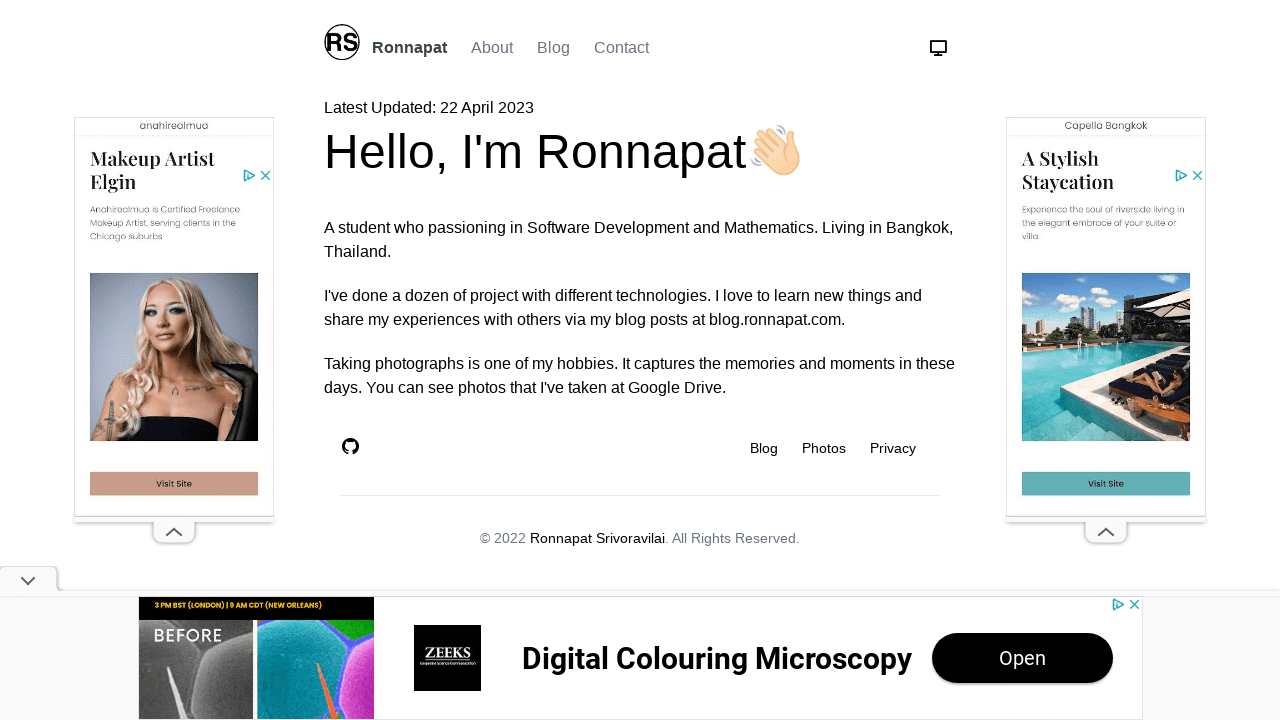 RS Ronnapat About Blog Contact
Latest Updated: 22 April 2023
Hello, I'm Ronnapat
A student who passioning in Software Development and Mathematics. Living in Bangkok,
Thailand.
I've done a dozen of project with different technologies. I love to learn new things and
share my experiences with others via my blog posts at blog.ronnapat.com.
Taking photographs is one of my hobbies. It captures the memories and moments in these
days. You can see photos that I've taken at Google Drive.
Blog Photos Privacy
© 2022 Ronnapat Srivoravilai. All Rights Reserved.
anahirealmua
Makeup Artist
Elgin
Anahirealmua is Certified Freelance
Makeup Artist, serving clients in the
Chicago suburbs
Visit Site
Capella Bangkok
A Stylish
Staycation
Experience the soul of riverside living in
the elegant embrace of your suite or
villa.
Visit Site
3 PM BST (LONDON) | 9 AM CDT (NEW ORLEANS)
BEFORE
ZEEKS
Corporate Science Communication
Digital Colouring Microscopy
Open